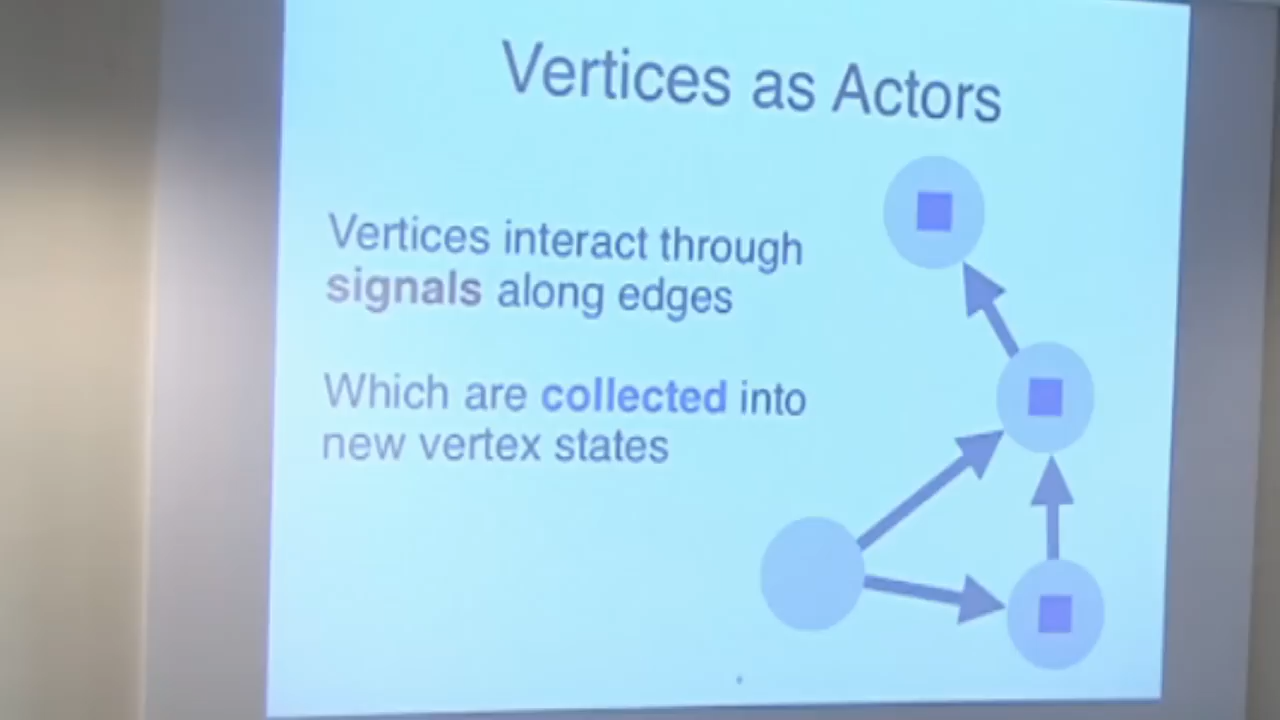 Vertices as Actors
Vertices interact through
signals along edges
Which are collected into
new vertex states